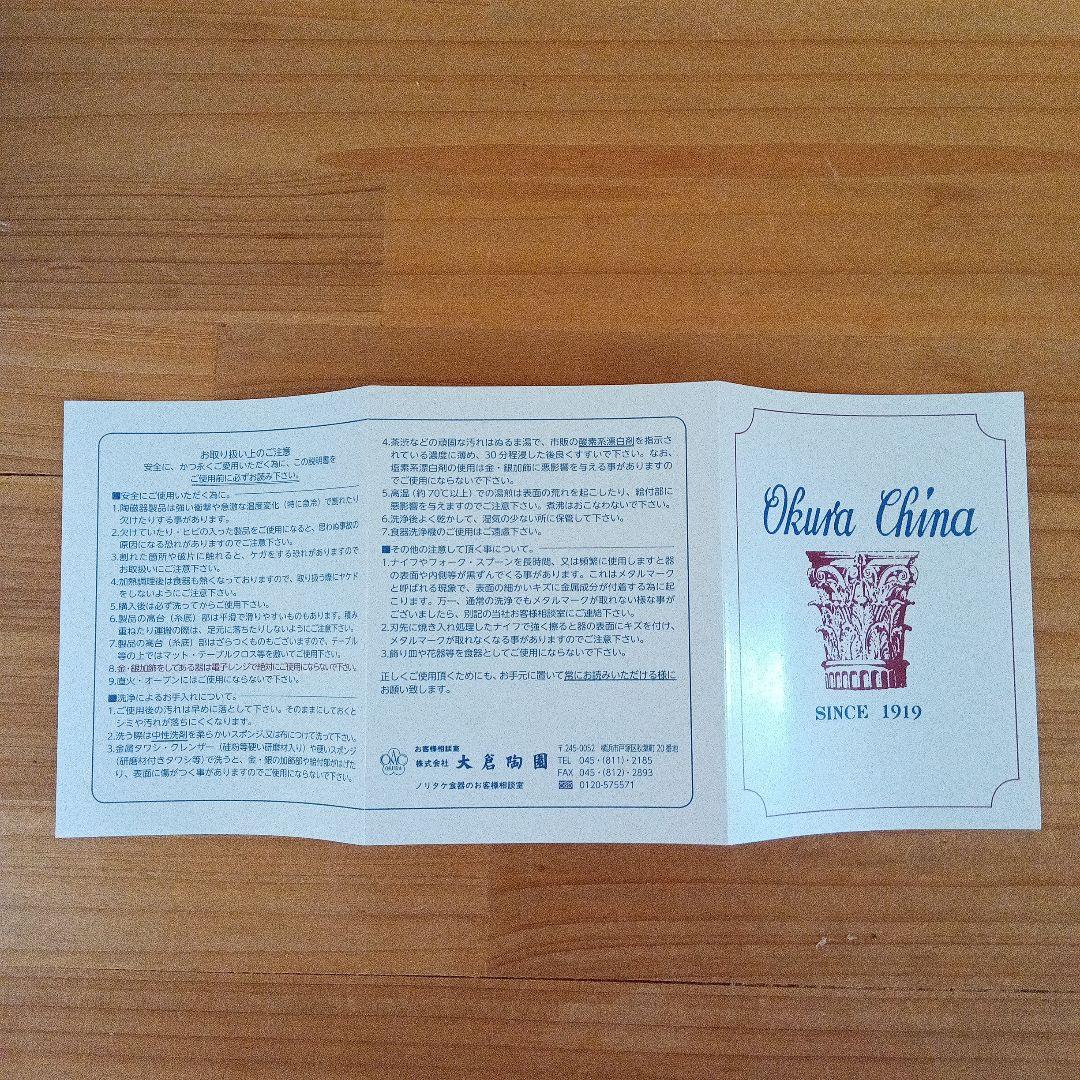 お取り扱い上のご注意
安全に、かつ永くご愛用いただく為に、この説明書を
ご使用前に必ずお読み下さい。
■安全にご使用いただく為に。
1.陶磁器製品は強い衝撃や急激な温度変化（特に急冷）で割れたり
欠けたりする事があります。
2.欠けていたり・ヒビの入った製品をご使用になると、思わぬ事故の
原因になる恐れがありますのでご注意下さい。
3.割れた箇所や破片に触れると、ケガをする恐れがありますので
お取扱いにご注意下さい。
4.加熱調理後は食器も熱くなっておりますので、取り扱う際にヤケド
をしないようにご注意下さい。
5.購入後は必ず洗ってからご使用下さい。
6.製品の高台（糸底）部は平滑で滑りやすいものもあります。積み
重ねたり運搬の際は、足元に落ちたりしないようにご注意下さい。
7.製品の高台（糸底）部はざらつくものもございますので、テーブル
等の上ではマット・テーブルクロス等を敷いてご使用下さい。
8.金・銀加飾をしてある器は電子レンジで絶対にご使用にならないで下さい。
9.直火・オーブンにはご使用にならないで下さい。
■洗浄によるお手入れについて。
1.ご使用後の汚れは早めに落として下さい。そのままにしておくと
シミや汚れが落ちにくくなります。
2.洗う際は中性洗剤を柔らかいスポンジ又は布につけて洗って下さい。
3.金属タワシ・クレンザー（硅粉等硬い研磨材入り）や硬いスポンジ
（研磨材付きタワシ等）で洗うと、金・銀の加飾部や絵付部がはげた
り、表面に傷がつく事がありますのでご使用にならないで下さい。
4.茶渋などの頑固な汚れはぬるま湯で、市販の酸素系漂白剤を指示さ
れている濃度に薄め、30分程浸した後良くすすいで下さい。なお、
塩素系漂白剤の使用は金・銀加飾に悪影響を与える事がありますの
でご使用にならないで下さい。
5.高温（約70℃以上）での湯煎は表面の荒れを起こしたり、絵付部に
悪影響を与えますのでご注意下さい。煮沸はおこなわないで下さい。
6.洗浄後よく乾かして、湿気の少ない所に保管して下さい。
7.食器洗浄機のご使用はご遠慮下さい。
■その他の注意して頂く事について。
1.ナイフやフォーク・スプーンを長時間、又は頻繁に使用しますと器
の表面や内側等が黒ずんでくる事があります。これはメタルマーク
と呼ばれる現象で、表面の細かいキズに金属成分が付着する為に起
こります。万一、通常の洗浄でもメタルマークが取れない様な事が
ございましたら、別記の当社お客様相談室にご連絡下さい。
2.刃先に焼き入れ処理したナイフで強く擦ると器の表面にキズを付け、
メタルマークが取れなくなる事がありますのでご注意下さい。
3.飾り皿や花器等を食器としてご使用にならないで下さい。
正しくご使用頂くためにも、お手元に置いて常にお読みいただける様に
お願い致します。
お客様相談室
株式会社 大倉陶園
ノリタケ食器のお客様相談室
〒245-0052 横浜市戸塚区秋葉町20番地
TEL 045・(811)・2185
FAX 045・(812)・2893
0120-575571
OAC
OKURA
Okura China
SINCE 1919